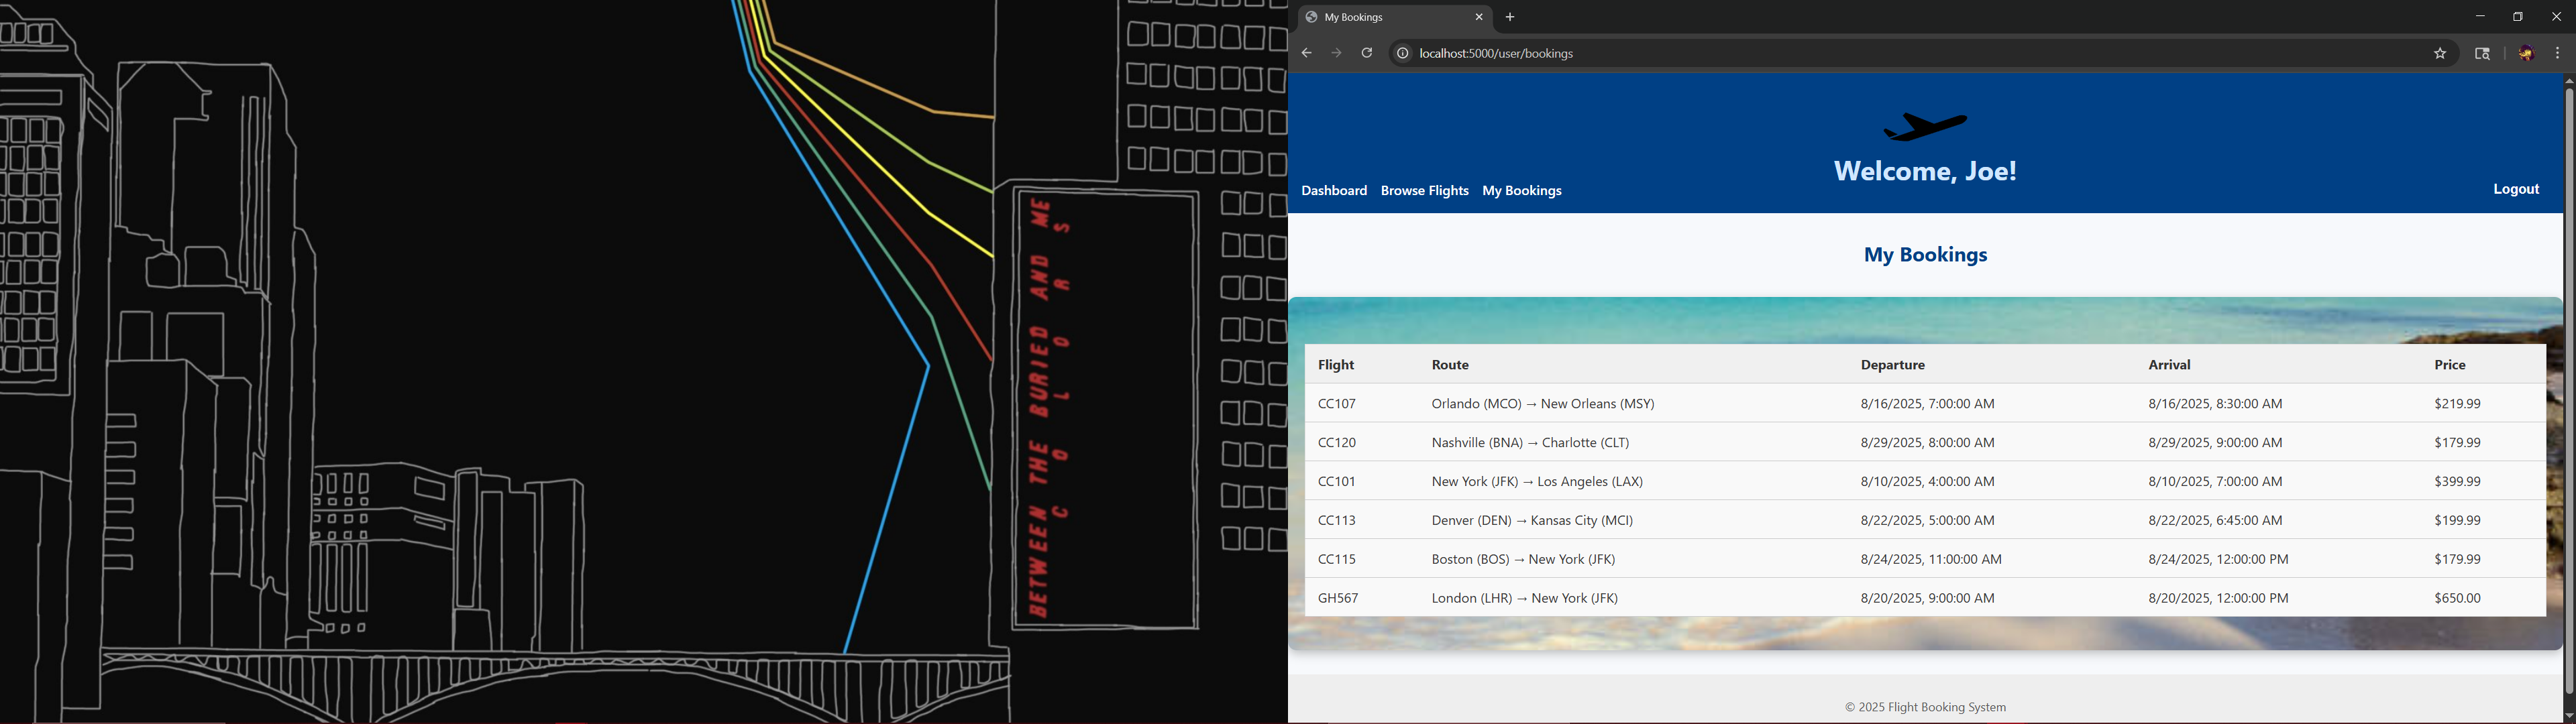 BETWEEN THE BURIED AND ME
COLORS
My Bookings
localhost:5000/user/bookings
Welcome, Joe!
Dashboard Browse Flights My Bookings
Logout
My Bookings
Flight Route Departure Arrival Price
CC107 Orlando (MCO) → New Orleans (MSY) 8/16/2025, 7:00:00 AM 8/16/2025, 8:30:00 AM $219.99
CC120 Nashville (BNA) → Charlotte (CLT) 8/29/2025, 8:00:00 AM 8/29/2025, 9:00:00 AM $179.99
CC101 New York (JFK) → Los Angeles (LAX) 8/10/2025, 4:00:00 AM 8/10/2025, 7:00:00 AM $399.99
CC113 Denver (DEN) → Kansas City (MCI) 8/22/2025, 5:00:00 AM 8/22/2025, 6:45:00 AM $199.99
CC115 Boston (BOS) → New York (JFK) 8/24/2025, 11:00:00 AM 8/24/2025, 12:00:00 PM $179.99
GH567 London (LHR) → New York (JFK) 8/20/2025, 9:00:00 AM 8/20/2025, 12:00:00 PM $650.00
© 2025 Flight Booking System